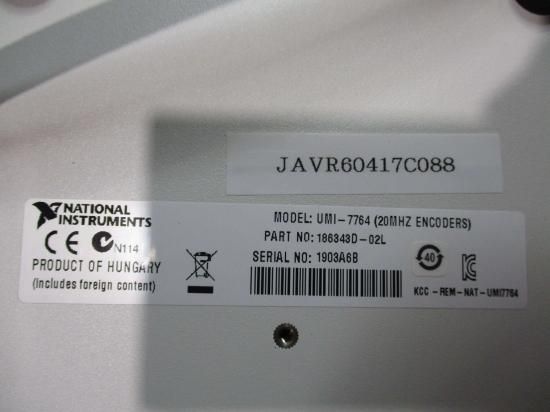 JAVR60417C088
NATIONAL
INSTRUMENTS
MODEL: UMI-7764 (20MHZ ENCODERS)
PART NO: 186343D-02L
SERIAL NO: 1903A6B
CE N114
PRODUCT OF HUNGARY
(includes foreign content)
40
KCC-REM-NAT-UMI7764